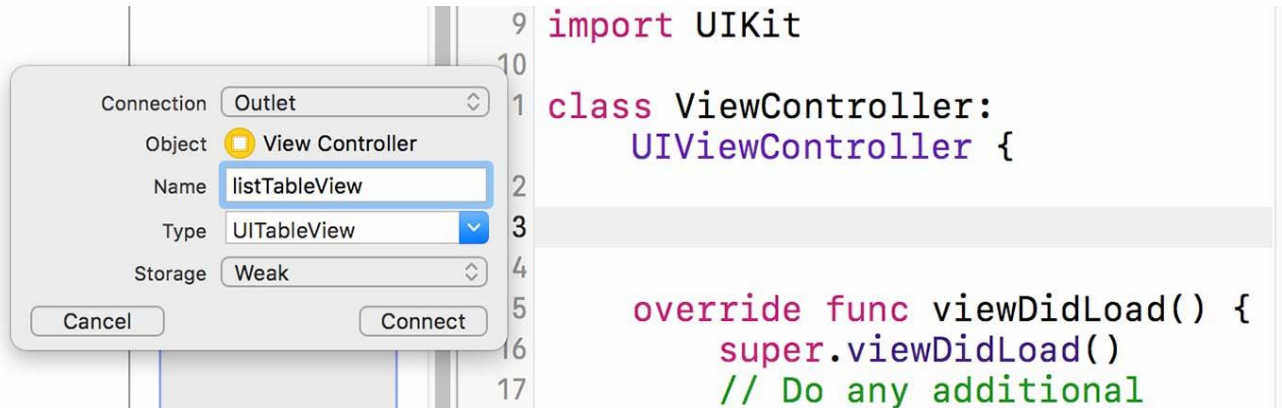 Connection Outlet
Object View Controller
Name listTableView
Type UITableView
Storage Weak
Cancel Connect
9 import UIKit
10
1 class ViewController:
UIViewController {
2
3
4
5 override func viewDidLoad() {
16 super.viewDidLoad()
17 // Do any additional